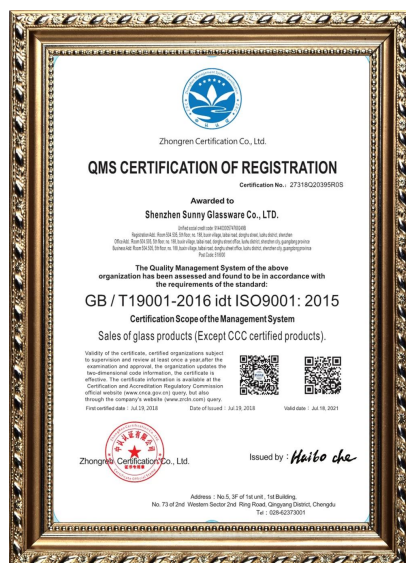 Zhongren Certification Co., Ltd.
QMS CERTIFICATION OF REGISTRATION
Certification No.: 27318Q20395R0S
Awarded to
Shenzhen Sunny Glassware Co., LTD.
Post Code: 518000
The Quality Management System of the above
organization has been assessed and found to be in accordance with
the requirements of the standard:
GB / T19001-2016 idt ISO9001: 2015
Certification Scope of the Management System
Sales of glass products (Except CCC certified products).
Validity of the certificate, certified organizations subject
to supervision and review at least once a year,after the
examination and approval, the organization updates the
two-dimensional code information, the certificate is
effective. The certificate information is available at the
Certification and Accreditation Regulatory Commission
official website (www.cnca.gov.cn) query, but also
through the company's website (www.zrcln.com) query.
First certified date : Jul.19, 2018 Date of Issued : Jul.19, 2018 Valid date : Jul 18, 2021
Zhongren Certification Co., Ltd.
Issued by : Haibo che
Address : No.5, 3F of 1st unit , 1st Building,
No. 73 of 2nd Western Sector 2nd Ring Road, Qingyang District, Chengdu
Tel : 028-62373001